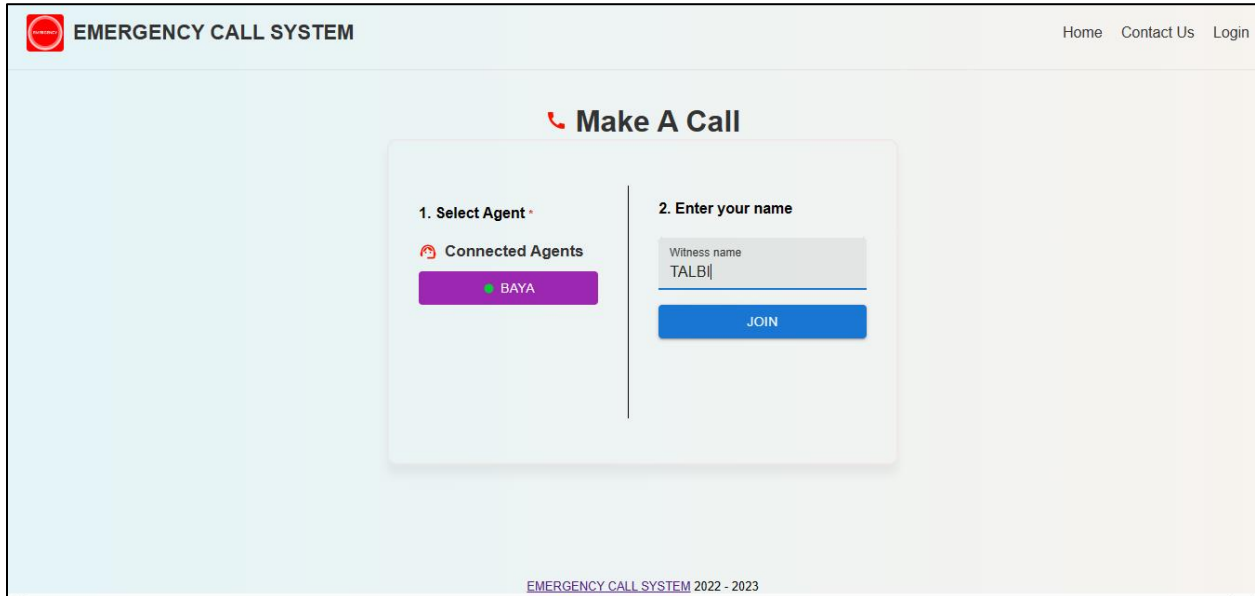 EMERGENCY
EMERGENCY CALL SYSTEM
Home Contact Us Login
Make A Call
1. Select Agent *
Connected Agents
BAYA
2. Enter your name
Witness name
TALBI
JOIN
EMERGENCY CALL SYSTEM 2022 - 2023